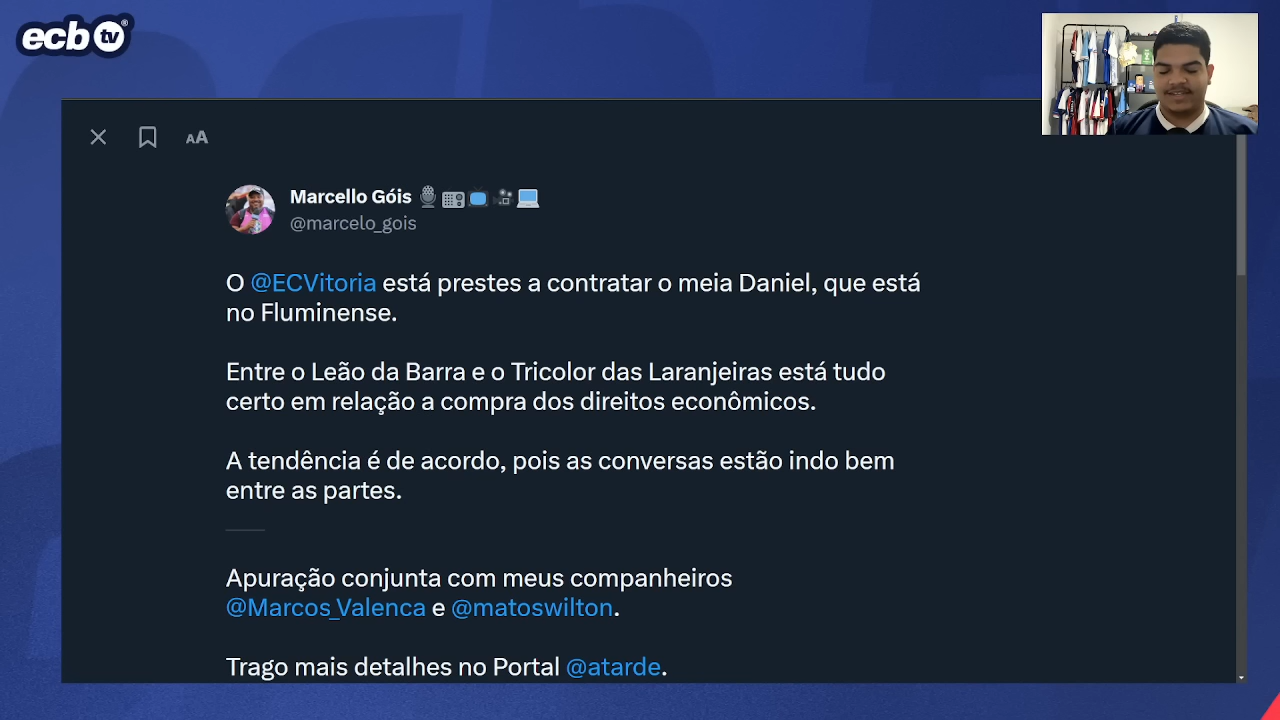 ecb tv®
AA
Marcello Góis
@marcelo_gois
O @ECVitoria está prestes a contratar o meia Daniel, que está
no Fluminense.
Entre o Leão da Barra e o Tricolor das Laranjeiras está tudo
certo em relação a compra dos direitos econômicos.
A tendência é de acordo, pois as conversas estão indo bem
entre as partes.
Apuração conjunta com meus companheiros
@Marcos_Valenca e @matoswilton.
Trago mais detalhes no Portal @atarde.